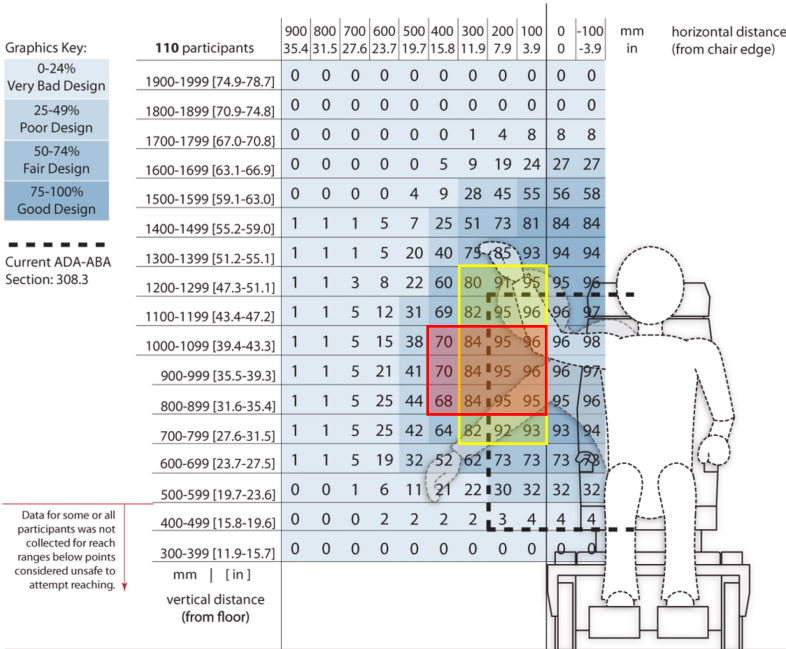 Graphics Key:
0-24%
Very Bad Design
25-49%
Poor Design
50-74%
Fair Design
75-100%
Good Design
Current ADA-ABA
Section: 308.3
110 participants
900 800 700 600 500 400 300 200 100 0 -100 mm horizontal distance
35.4 31.5 27.6 23.7 19.7 15.8 11.9 7.9 3.9 0 -3.9 in (from chair edge)
1900-1999 [74.9-78.7] 0 0 0 0 0 0 0 0 0 0 0
1800-1899 [70.9-74.8] 0 0 0 0 0 0 0 0 0 0 0
1700-1799 [67.0-70.8] 0 0 0 0 0 0 1 4 8 8 8
1600-1699 [63.1-66.9] 0 0 0 0 0 5 9 19 24 27 27
1500-1599 [59.1-63.0] 0 0 0 0 4 9 28 45 55 56 58
1400-1499 [55.2-59.0] 1 1 1 5 7 25 51 73 81 84 84
1300-1399 [51.2-55.1] 1 1 1 5 20 40 75 85 93 94 94
1200-1299 [47.3-51.1] 1 1 3 8 22 60 80 91 95 95 96
1100-1199 [43.4-47.2] 1 1 5 12 31 69 82 95 96 96 97
1000-1099 [39.4-43.3] 1 1 5 15 38 70 84 95 96 96 98
900-999 [35.5-39.3] 1 1 5 21 41 70 84 95 96 96 97
800-899 [31.6-35.4] 1 1 5 25 44 68 84 95 95 95 96
700-799 [27.6-31.5] 1 1 5 25 42 64 82 92 93 93 94
600-699 [23.7-27.5] 1 1 5 19 32 52 62 73 73 73 73
500-599 [19.7-23.6] 0 0 1 6 11 21 22 30 32 32 32
400-499 [15.8-19.6] 0 0 0 2 2 2 2 3 4 4 4
300-399 [11.9-15.7] 0 0 0 0 0 0 0 0 0 0 0
mm | [ in ]
vertical distance
(from floor)
Data for some or all
participants was not
collected for reach
ranges below points
considered unsafe to
attempt reaching.